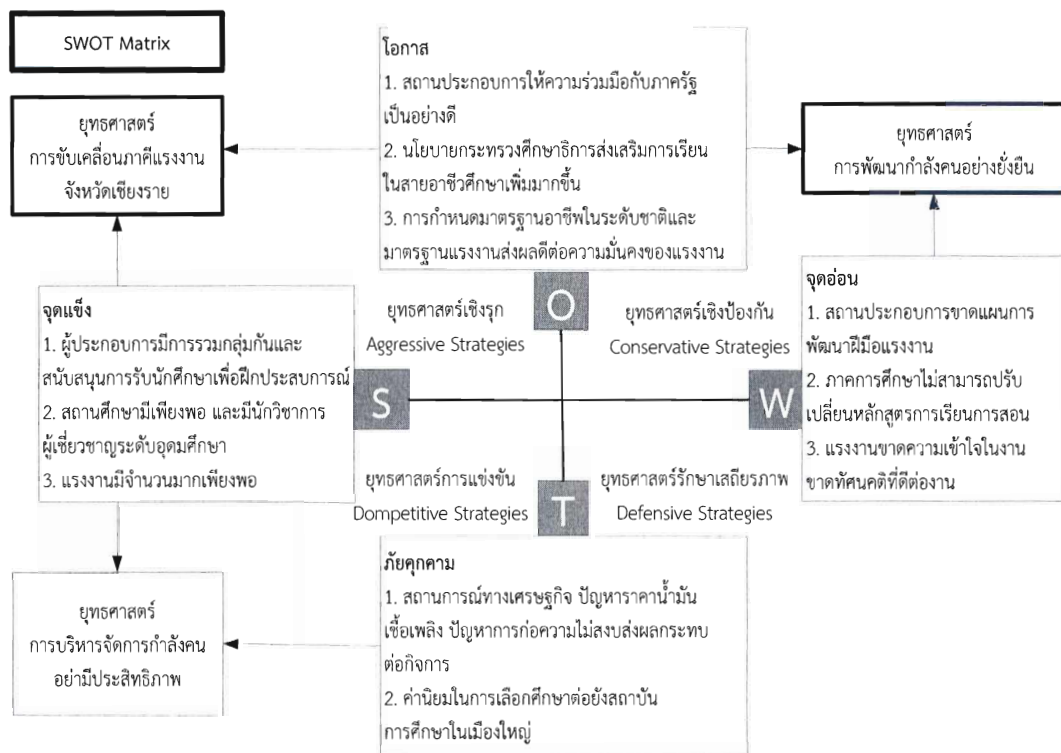 SWOT Matrix
ยุทธศาสตร์
การขับเคลื่อนภาคีแรงงาน
จังหวัดเชียงราย
โอกาส
1. สถานประกอบการให้ความร่วมมือกับภาครัฐ
เป็นอย่างดี
2. นโยบายกระทรวงศึกษาธิการส่งเสริมการเรียน
ในสายอาชีวศึกษาเพิ่มมากขึ้น
3. การกำหนดมาตรฐานอาชีพในระดับชาติและ
มาตรฐานแรงงานส่งผลดีต่อความมั่นคงของแรงงาน
ยุทธศาสตร์
การพัฒนากำลังคนอย่างยั่งยืน
จุดแข็ง
1. ผู้ประกอบการมีการรวมกลุ่มกันและ
สนับสนุนการรับนักศึกษาเพื่อฝึกประสบการณ์
2. สถานศึกษามีเพียงพอ และมีนักวิชาการ
ผู้เชี่ยวชาญระดับอุดมศึกษา
3. แรงงานมีจำนวนมากเพียงพอ
ยุทธศาสตร์เชิงรุก
Aggressive Strategies
O
ยุทธศาสตร์เชิงป้องกัน
Conservative Strategies
S
W
ยุทธศาสตร์การแข่งขัน
Dompetitive Strategies
T
ยุทธศาสตร์รักษาเสถียรภาพ
Defensive Strategies
จุดอ่อน
1. สถานประกอบการขาดแผนการ
พัฒนาฝีมือแรงงาน
2. ภาคการศึกษาไม่สามารถปรับ
เปลี่ยนหลักสูตรการเรียนการสอน
3. แรงงานขาดความเข้าใจในงาน
ขาดทัศนคติที่ดีต่องาน
ยุทธศาสตร์
การบริหารจัดการกำลังคน
อย่ามีประสิทธิภาพ
ภัยคุกคาม
1. สถานการณ์ทางเศรษฐกิจ ปัญหาราคาน้ำมัน
เชื้อเพลิง ปัญหาการก่อความไม่สงบส่งผลกระทบ
ต่อกิจการ
2. ค่านิยมในการเลือกศึกษาต่อยังสถาบัน
การศึกษาในเมืองใหญ่